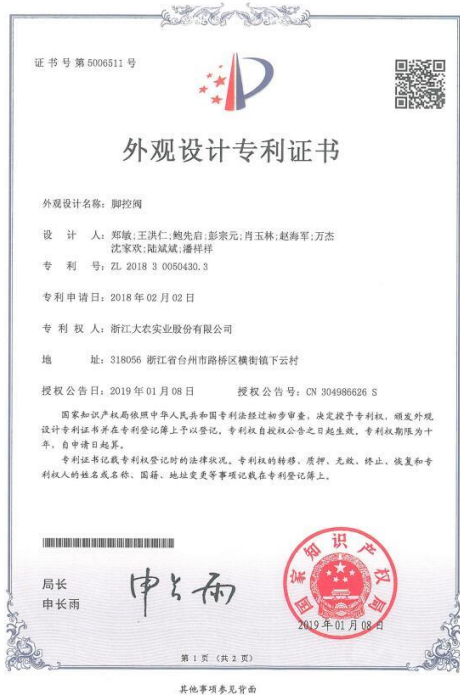 证书号第5006511号
外观设计专利证书
外观设计名称：脚控阀
设 计 人：郑敏;王洪仁;鲍先启;彭宗元;肖玉林;赵海军;万杰
沈家欢;陆斌斌;潘祥祥
专 利 号：ZL 2018 3 0050430.3
专利申请日：2018年02月02日
专 利 权 人：浙江大农实业股份有限公司
地 址：318056 浙江省台州市路桥区横街镇下云村
授权公告日：2019年01月08日 授权公告号：CN 304986626 S
国家知识产权局依照中华人民共和国专利法经过初步审查，决定授予专利权，颁发外观
设计专利证书并在专利登记簿上予以登记。专利权自授权公告之日起生效。专利权期限为十
年，自申请日起算。
专利证书记载专利权登记时的法律状况。专利权的转移、质押、无效、终止、恢复和专
利权人的姓名或名称、国籍、地址变更等事项记载在专利登记簿上。
局长
申长雨
申长雨
国家知识产权局
2019年01月08日
第 1 页 （共 2 页）
其他事项参见背面